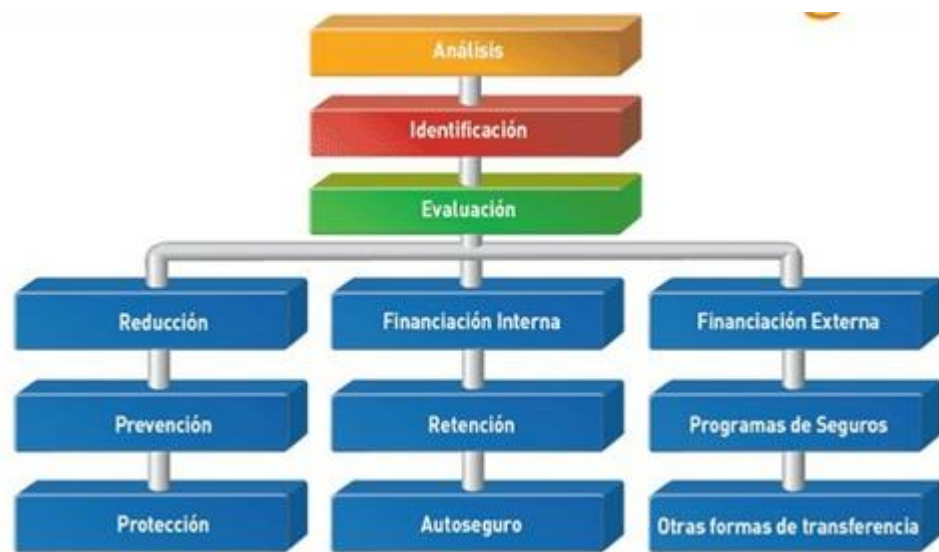 Análisis
Identificación
Evaluación
Reducción
Financiación Interna
Financiación Externa
Prevención
Retención
Programas de Seguros
Protección
Autoseguro
Otras formas de transferencia